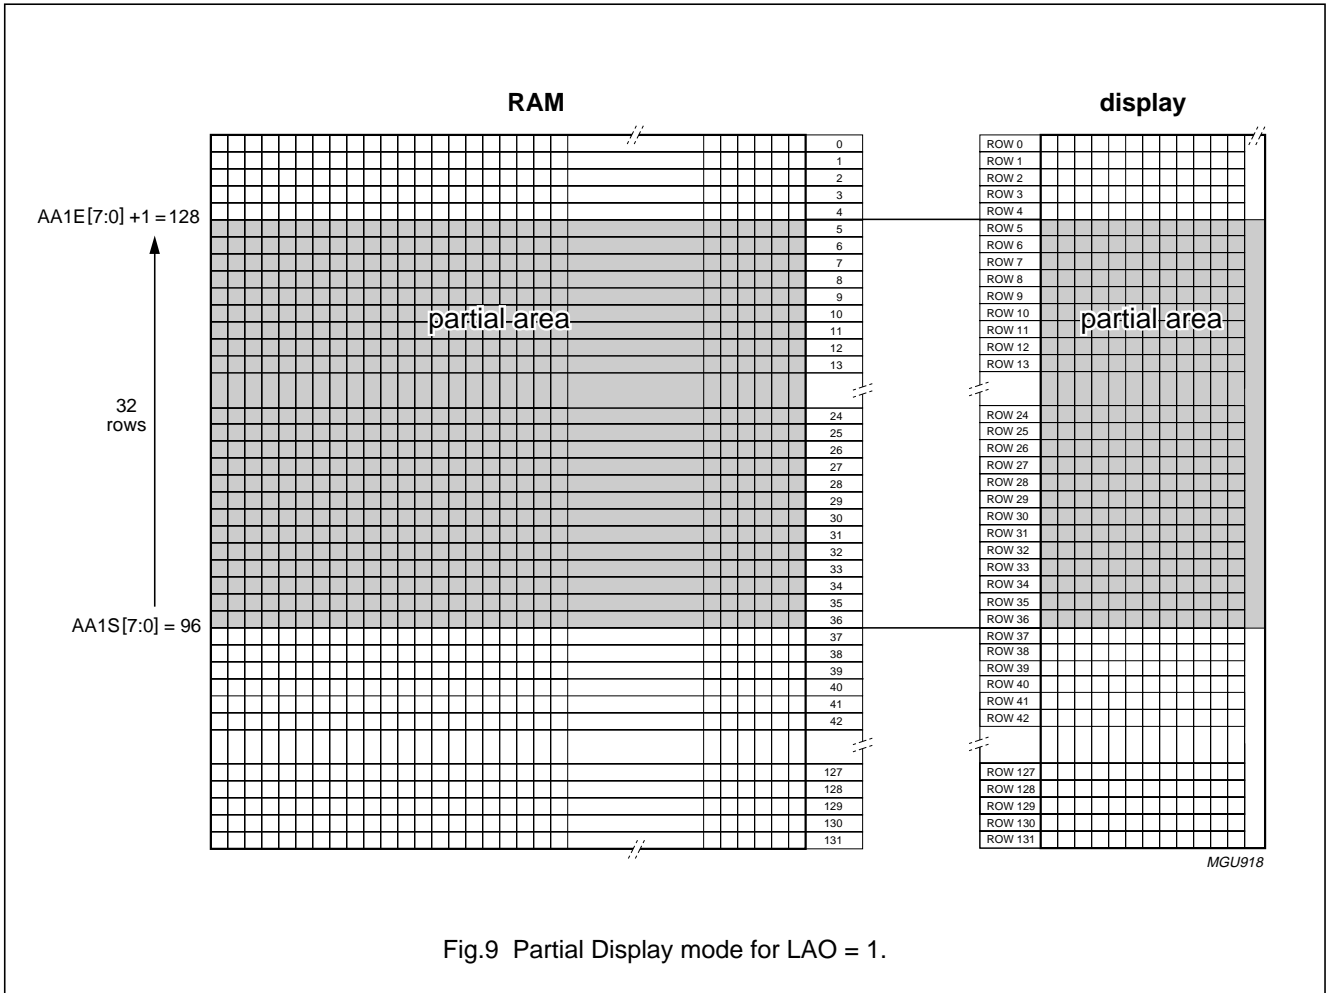 RAM
display
0 ROW 0
1 ROW 1
2 ROW 2
3 ROW 3
AA1E[7:0] +1 = 128 4 ROW 4
5 ROW 5
6 ROW 6
7 ROW 7
8 ROW 8
9 ROW 9
partial area 10 ROW 10 partial area
11 ROW 11
12 ROW 12
13 ROW 13
32
rows
24 ROW 24
25 ROW 25
26 ROW 26
27 ROW 27
28 ROW 28
29 ROW 29
30 ROW 30
31 ROW 31
32 ROW 32
33 ROW 33
34 ROW 34
35 ROW 35
AA1S[7:0] = 96 36 ROW 36
37 ROW 37
38 ROW 38
39 ROW 39
40 ROW 40
41 ROW 41
42 ROW 42
127 ROW 127
128 ROW 128
129 ROW 129
130 ROW 130
131 ROW 131
MGU918
Fig.9 Partial Display mode for LAO = 1.